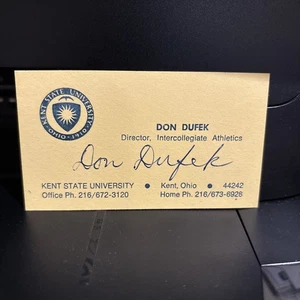 KENT STATE UNIVERSITY
OHIO • 1910
DON DUFEK
Director, Intercollegiate Athletics
Don Dufek
KENT STATE UNIVERSITY • Kent, Ohio • 44242
Office Ph. 216/672-3120 Home Ph. 216/673-6928